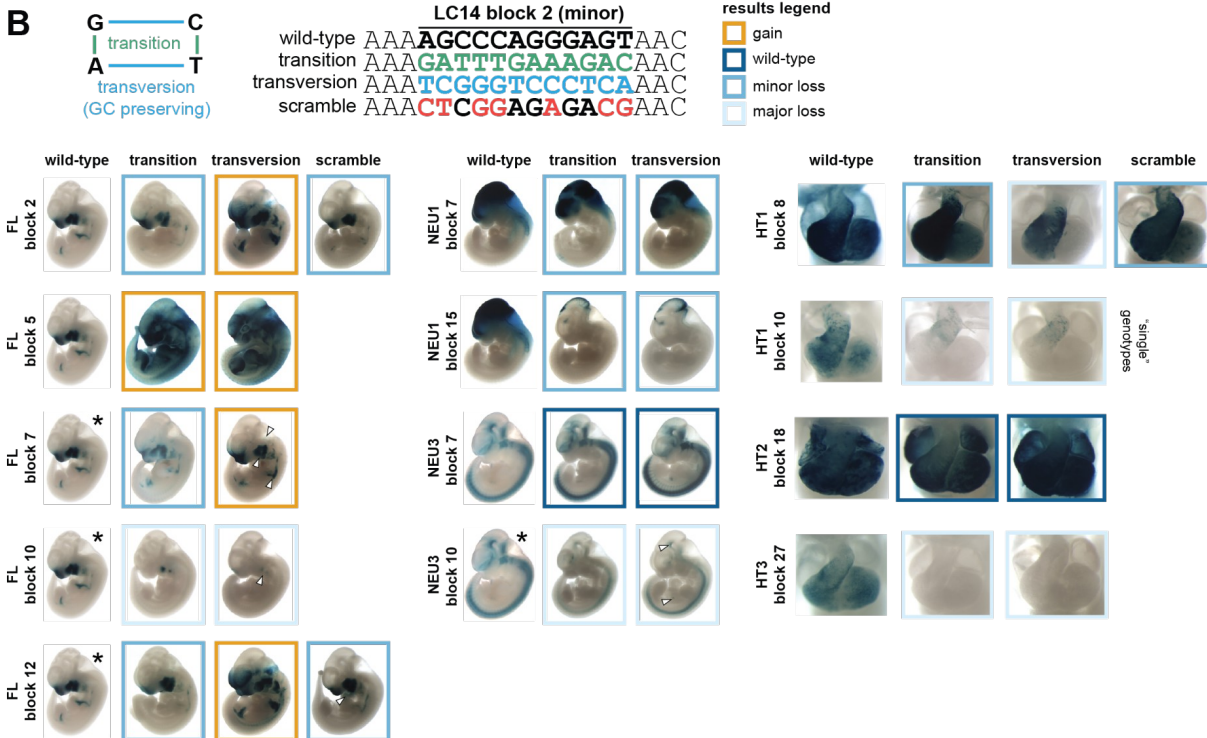 B
G C
transition
A T
transversion
(GC preserving)
LC14 block 2 (minor)
wild-type AAAAGCCCAGGGAGTAAC
transition AAAGATTTGAAAGACAAC
transversion AAATCGGGTCCCTCAAAC
scramble AAACTCGGAGAGACGAAC
results legend
gain
wild-type
minor loss
major loss
wild-type transition transversion scramble
FL
block 2
FL
block 5
FL
block 7
*
FL
block 10
*
FL
block 12
*
wild-type transition transversion
NEU1
block 7
NEU1
block 15
NEU3
block 7
NEU3
block 10
*
wild-type transition transversion scramble
HT1
block 8
HT1
block 10
"single"
genotypes
HT2
block 18
HT3
block 27